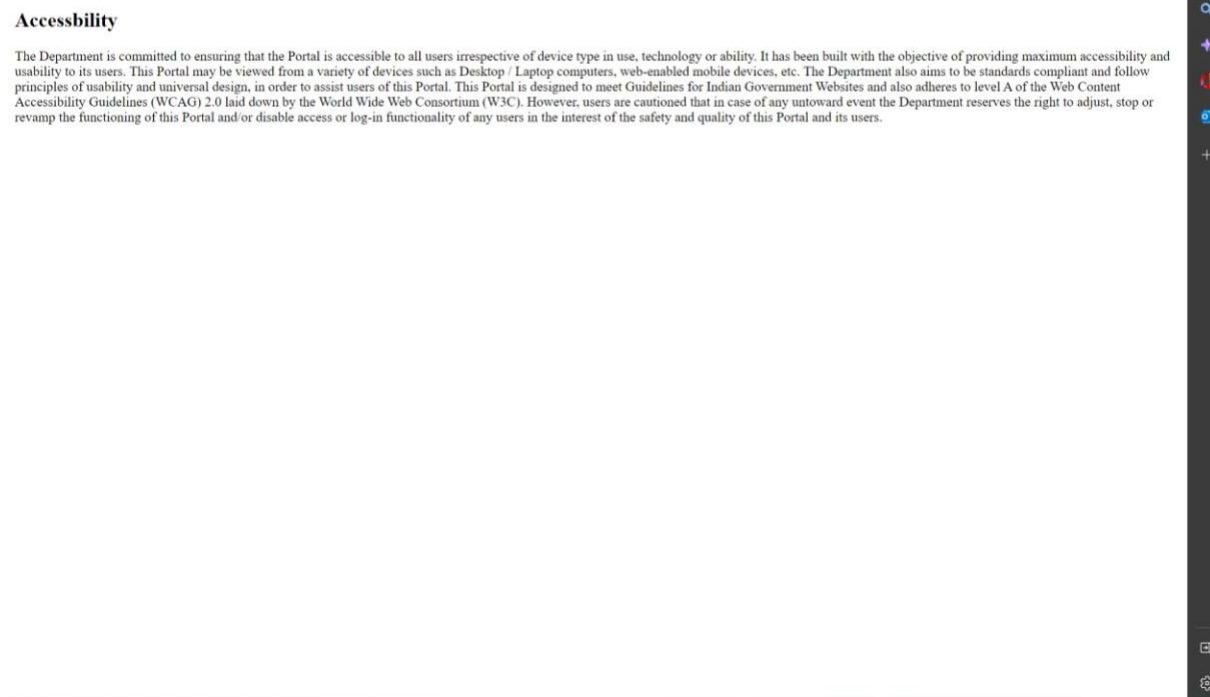 Accessbility
The Department is committed to ensuring that the Portal is accessible to all users irrespective of device type in use, technology or ability. It has been built with the objective of providing maximum accessibility and
usability to its users. This Portal may be viewed from a variety of devices such as Desktop / Laptop computers, web-enabled mobile devices, etc. The Department also aims to be standards compliant and follow
principles of usability and universal design, in order to assist users of this Portal. This Portal is designed to meet Guidelines for Indian Government Websites and also adheres to level A of the Web Content
Accessibility Guidelines (WCAG) 2.0 laid down by the World Wide Web Consortium (W3C). However, users are cautioned that in case of any untoward event the Department reserves the right to adjust, stop or
revamp the functioning of this Portal and/or disable access or log-in functionality of any users in the interest of the safety and quality of this Portal and its users.